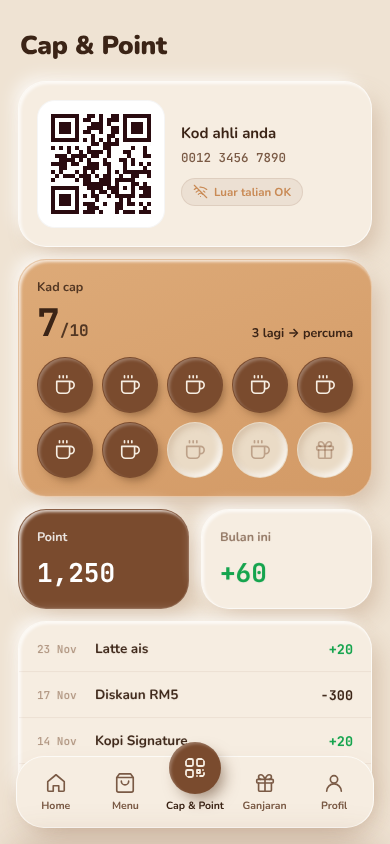 Cap & Point
Kod ahli anda
0012 3456 7890
Luar talian OK
Kad cap
7/10
3 lagi → percuma
Point
1,250
Bulan ini
+60
23 Nov Latte ais +20
17 Nov Diskaun RM5 -300
14 Nov Kopi Signature +20
Home Menu Cap & Point Ganjaran Profil